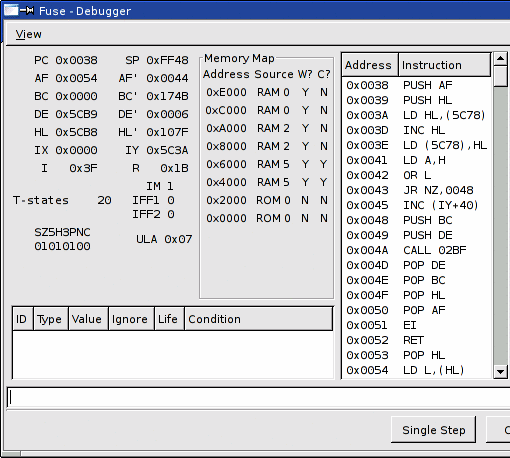 Fuse - Debugger
View
PC 0x0038 SP 0xFF48
AF 0x0054 AF' 0x0044
BC 0x0000 BC' 0x174B
DE 0x5CB9 DE' 0x0006
HL 0x5CB8 HL' 0x107F
IX 0x0000 IY 0x5C3A
I 0x3F R 0x1B
IM 1
T-states 20 IFF1 0
IFF2 0
SZ5H3PNC
01010100
ULA 0x07
Memory Map
Address Source W? C?
0xE000 RAM 0 Y N
0xC000 RAM 0 Y N
0xA000 RAM 2 Y N
0x8000 RAM 2 Y N
0x6000 RAM 5 Y Y
0x4000 RAM 5 Y Y
0x2000 ROM 0 N N
0x0000 ROM 0 N N
Address Instruction
0x0038 PUSH AF
0x0039 PUSH HL
0x003A LD HL,(5C78)
0x003D INC HL
0x003E LD (5C78),HL
0x0041 LD A,H
0x0042 OR L
0x0043 JR NZ,0048
0x0045 INC (IY+40)
0x0048 PUSH BC
0x0049 PUSH DE
0x004A CALL 02BF
0x004D POP DE
0x004E POP BC
0x004F POP HL
0x0050 POP AF
0x0051 EI
0x0052 RET
0x0053 POP HL
0x0054 LD L,(HL)
ID Type Value Ignore Life Condition
Single Step